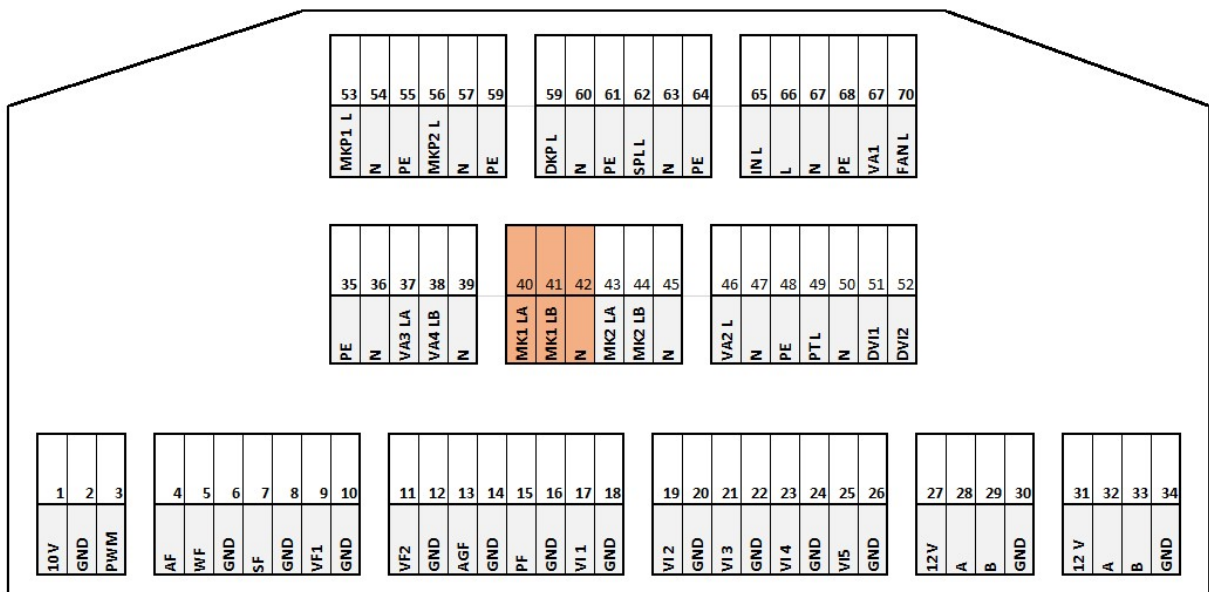 53 54 55 56 57 59 59 60 61 62 63 64 65 66 67 68 67 70
MKP1 L N PE MKP2 L N PE DKP L N PE SPL L N PE IN L L N PE VA1 FAN L
35 36 37 38 39 40 41 42 43 44 45 46 47 48 49 50 51 52
PE N VA3 LA VA4 LB N MK1 LA MK1 LB N MK2 LA MK2 LB N VA2 L N PE PT L N DVI1 DVI2
1 2 3 4 5 6 7 8 9 10 11 12 13 14 15 16 17 18 19 20 21 22 23 24 25 26 27 28 29 30 31 32 33 34
10V GND PWM AF WF GND SF GND VF1 GND VF2 GND AGF GND PF GND VI 1 GND VI 2 GND VI 3 GND VI 4 GND VI5 GND 12V A B GND 12 V A B GND